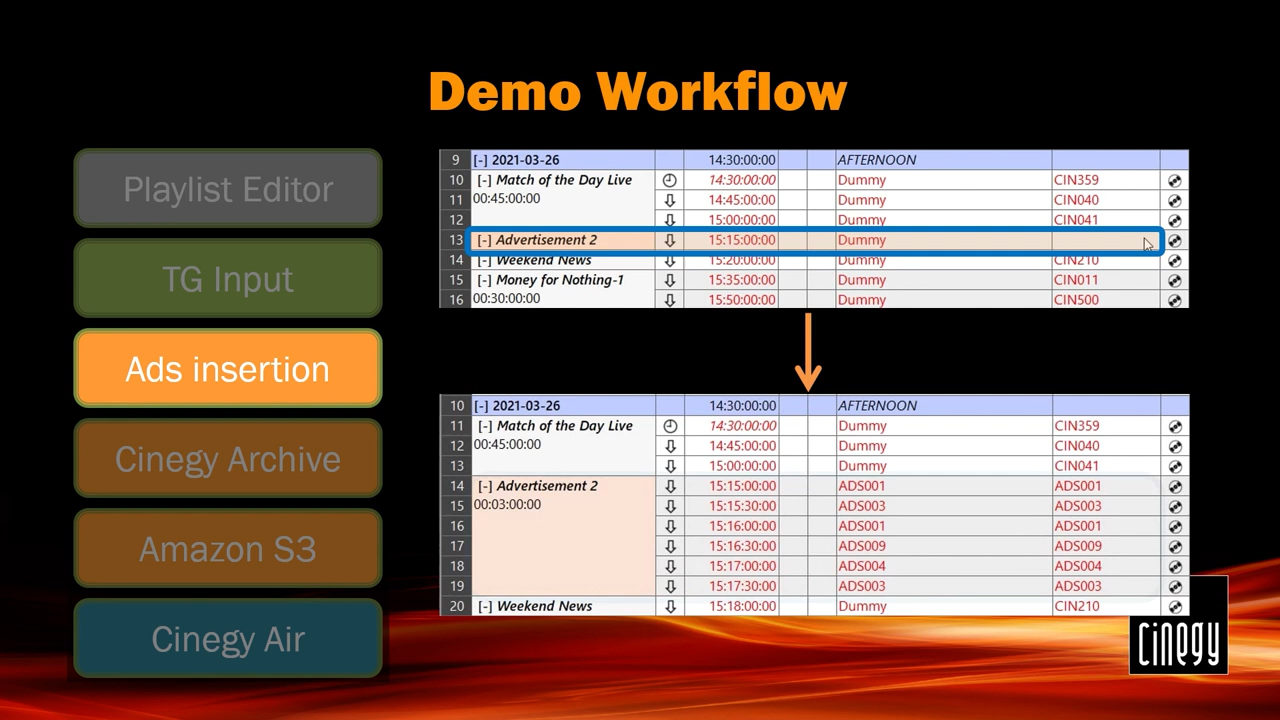 Demo Workflow
Playlist Editor
TG Input
Ads insertion
Cinegy Archive
Amazon S3
Cinegy Air
9 [-] 2021-03-26 14:30:00:00 AFTERNOON
10 [-] Match of the Day Live 14:30:00:00 Dummy CIN359
11 00:45:00:00 14:45:00:00 Dummy CIN040
12 15:00:00:00 Dummy CIN041
13 [-] Advertisement 2 15:15:00:00 Dummy
14 [-] Weekend News 15:20:00:00 Dummy CIN210
15 [-] Money for Nothing-1 15:35:00:00 Dummy CIN011
16 00:30:00:00 15:50:00:00 Dummy CIN500
10 [-] 2021-03-26 14:30:00:00 AFTERNOON
11 [-] Match of the Day Live 14:30:00:00 Dummy CIN359
12 00:45:00:00 14:45:00:00 Dummy CIN040
13 15:00:00:00 Dummy CIN041
14 [-] Advertisement 2 15:15:00:00 ADS001 ADS001
15 00:03:00:00 15:15:30:00 ADS003 ADS003
16 15:16:00:00 ADS001 ADS001
17 15:16:30:00 ADS009 ADS009
18 15:17:00:00 ADS004 ADS004
19 15:17:30:00 ADS003 ADS003
20 [-] Weekend News 15:18:00:00 Dummy CIN210
cinegy